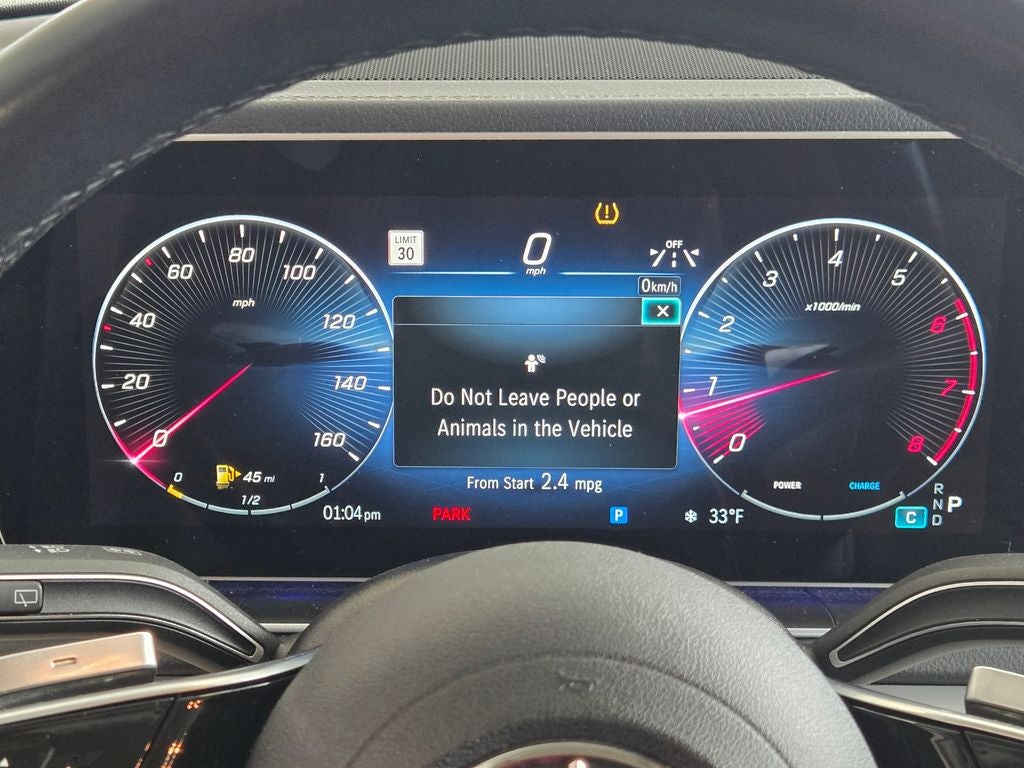 LIMIT
30
0
mph
OFF
0km/h
0
20
40
60
80
100
120
140
160
mph
0
1/2
1
45 mi
×
Do Not Leave People or
Animals in the Vehicle
From Start 2.4 mpg
0
1
2
3
4
5
6
7
8
x1000/min
POWER
CHARGE
01:04pm
PARK
P
33°F
C
R
N
D
P